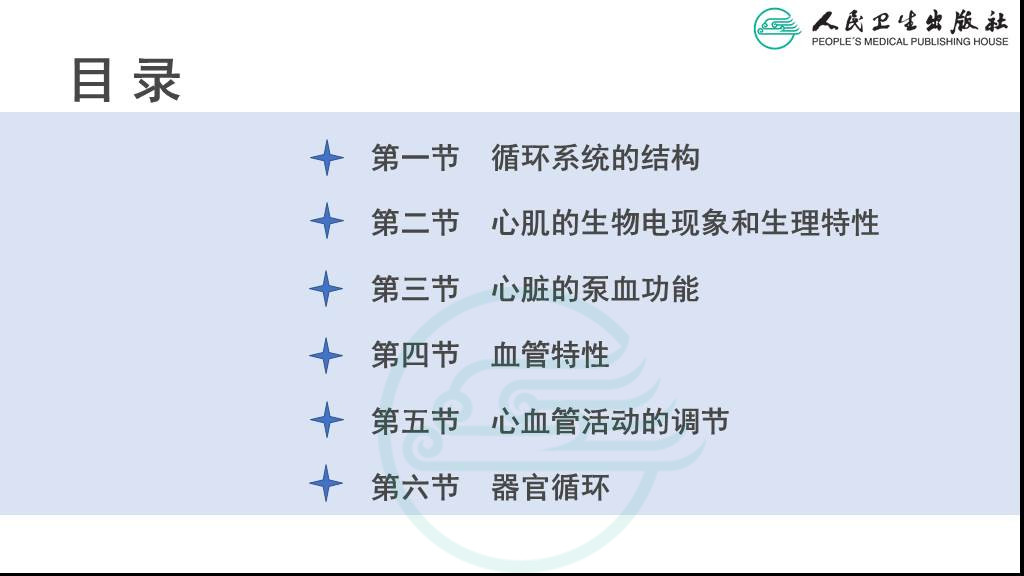 人民卫生出版社
PEOPLE'S MEDICAL PUBLISHING HOUSE
目录
第一节 循环系统的结构
第二节 心肌的生物电现象和生理特性
第三节 心脏的泵血功能
第四节 血管特性
第五节 心血管活动的调节
第六节 器官循环